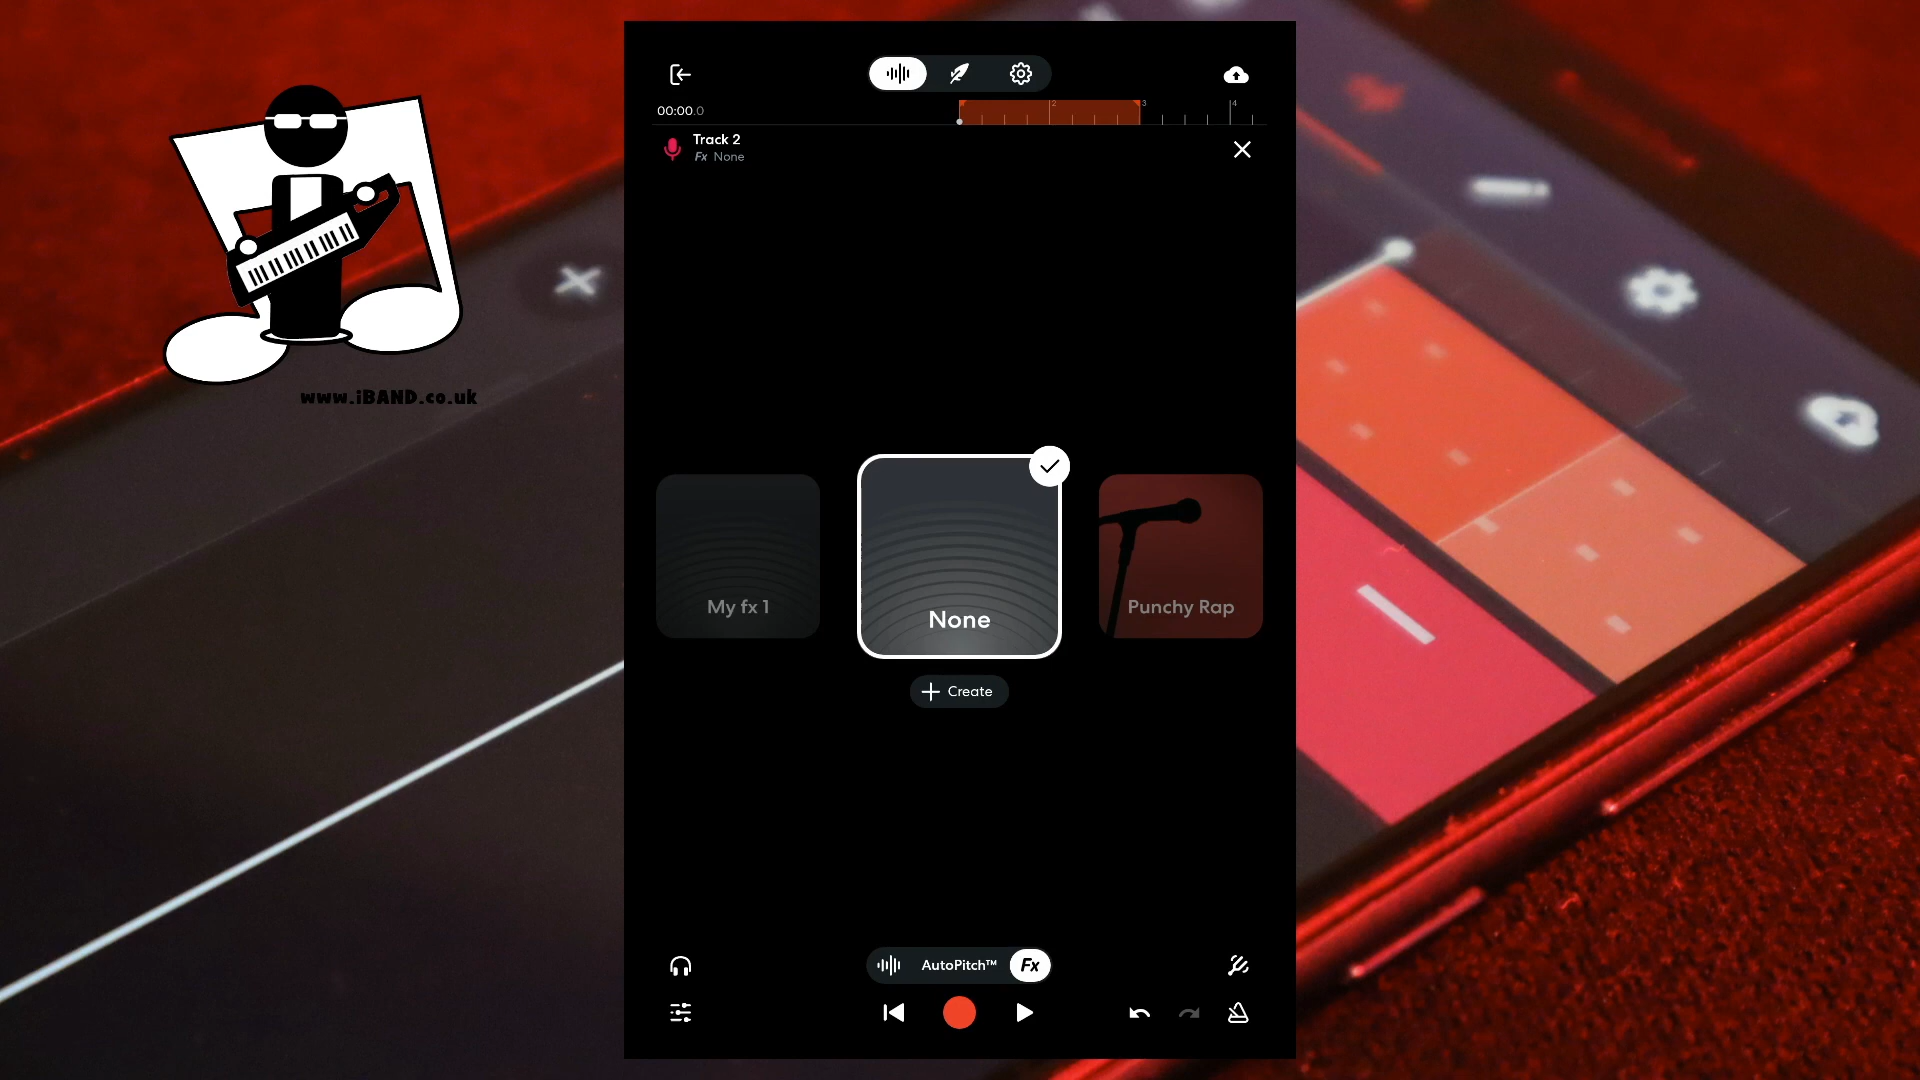 00:00.0
2
3
4
Track 2
Fx None
www.iBAND.co.uk
My fx 1
None
Punchy Rap
Create
AutoPitch™
Fx